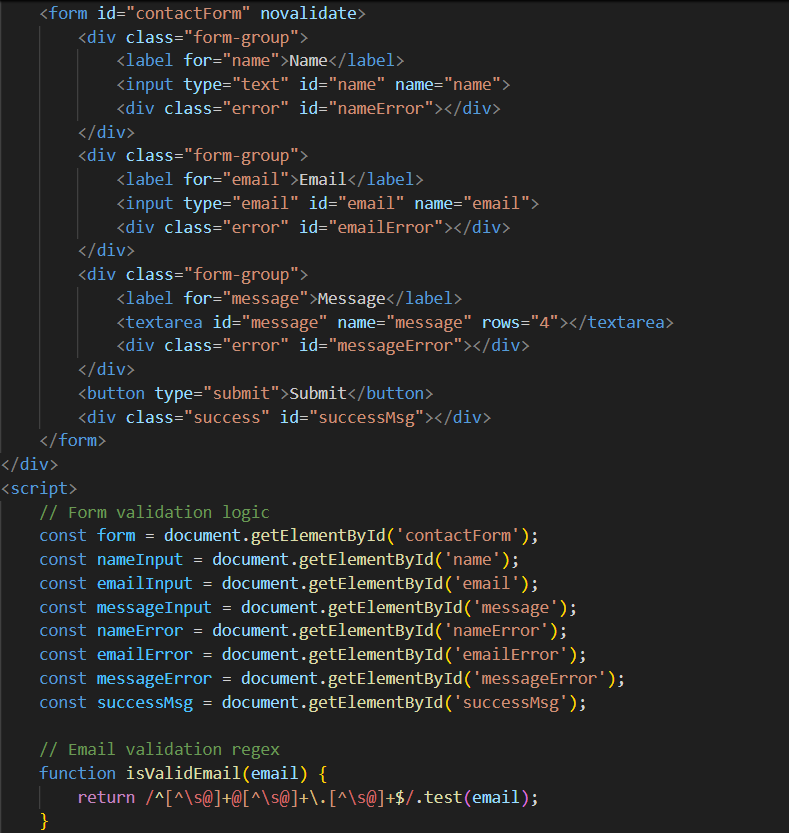 <form id="contactForm" novalidate>
<div class="form-group">
<label for="name">Name</label>
<input type="text" id="name" name="name">
<div class="error" id="nameError"></div>
</div>
<div class="form-group">
<label for="email">Email</label>
<input type="email" id="email" name="email">
<div class="error" id="emailError"></div>
</div>
<div class="form-group">
<label for="message">Message</label>
<textarea id="message" name="message" rows="4"></textarea>
<div class="error" id="messageError"></div>
</div>
<button type="submit">Submit</button>
<div class="success" id="successMsg"></div>
</form>
</div>
<script>
// Form validation logic
const form = document.getElementById('contactForm');
const nameInput = document.getElementById('name');
const emailInput = document.getElementById('email');
const messageInput = document.getElementById('message');
const nameError = document.getElementById('nameError');
const emailError = document.getElementById('emailError');
const messageError = document.getElementById('messageError');
const successMsg = document.getElementById('successMsg');
// Email validation regex
function isValidEmail(email) {
return /^[^\s@]+@[^\s@]+\.[^\s@]+$/.test(email);
}